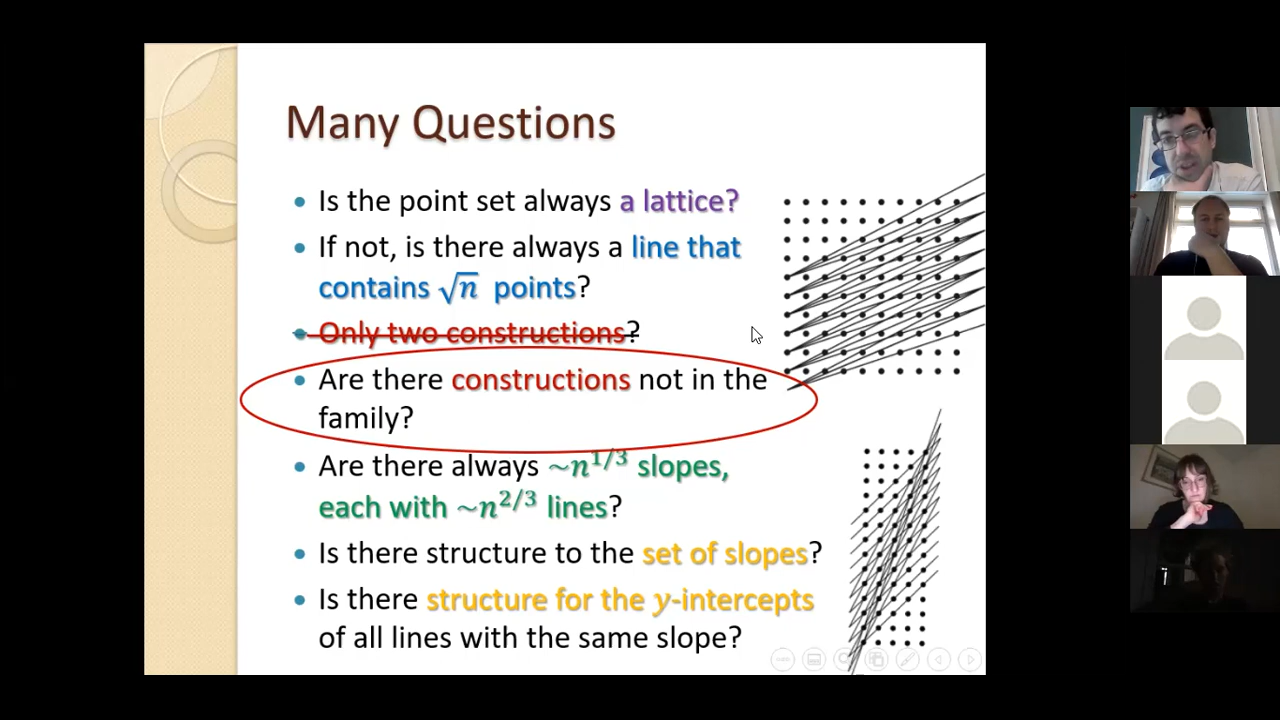 Many Questions
• Is the point set always a lattice?
• If not, is there always a line that
contains √n points?
• Only two constructions?
• Are there constructions not in the
family?
• Are there always ~n^{1/3} slopes,
each with ~n^{2/3} lines?
• Is there structure to the set of slopes?
• Is there structure for the y-intercepts
of all lines with the same slope?